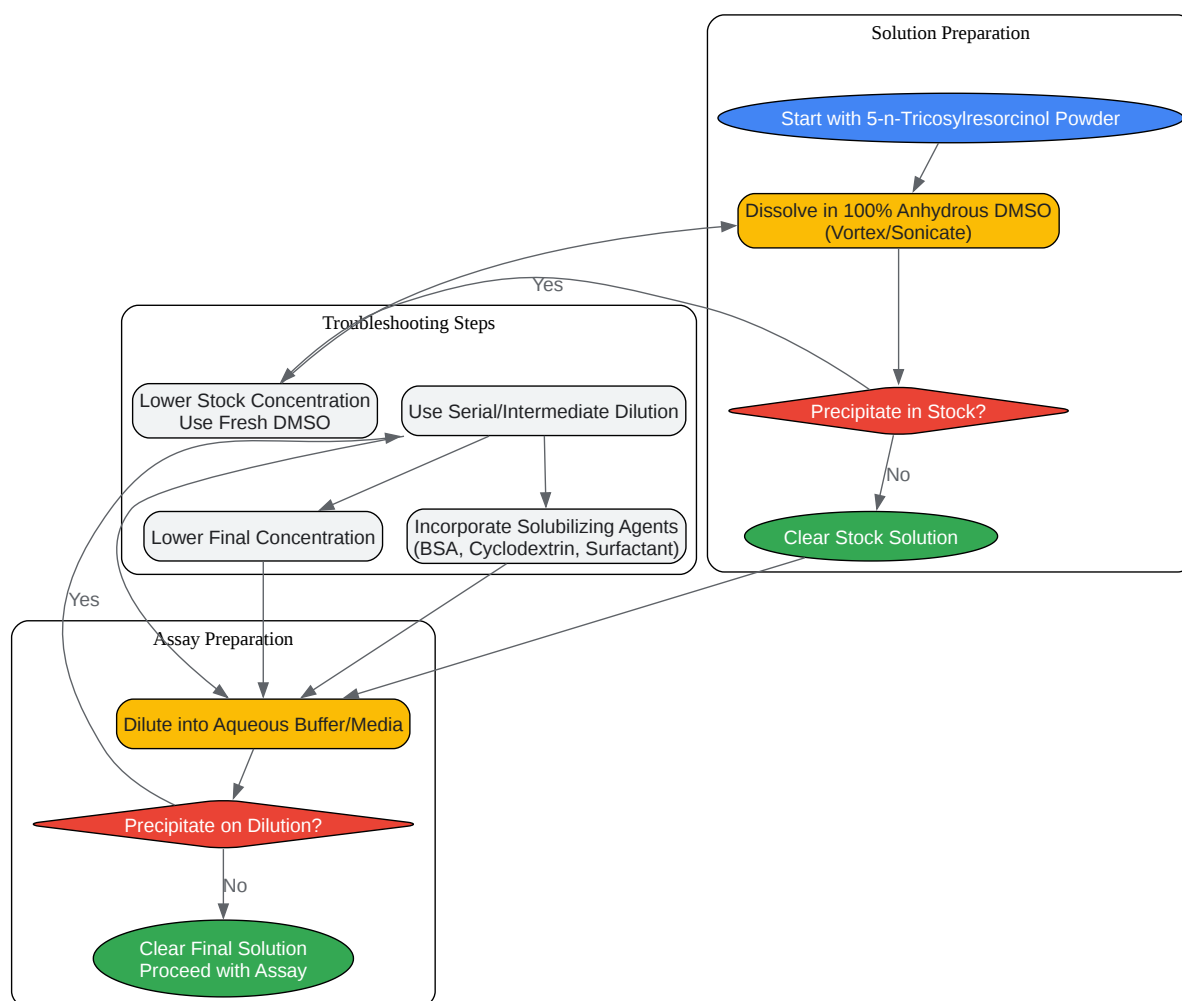 Solution Preparation
Start with 5-n-Tricosylresorcinol Powder
Dissolve in 100% Anhydrous DMSO
(Vortex/Sonicate)
Yes
Troubleshooting Steps
Lower Stock Concentration
Use Fresh DMSO
Use Serial/Intermediate Dilution
Precipitate in Stock?
No
Lower Final Concentration
Incorporate Solubilizing Agents
(BSA, Cyclodextrin, Surfactant)
Clear Stock Solution
Yes
Assay Preparation
Dilute into Aqueous Buffer/Media
Precipitate on Dilution?
No
Clear Final Solution
Proceed with Assay